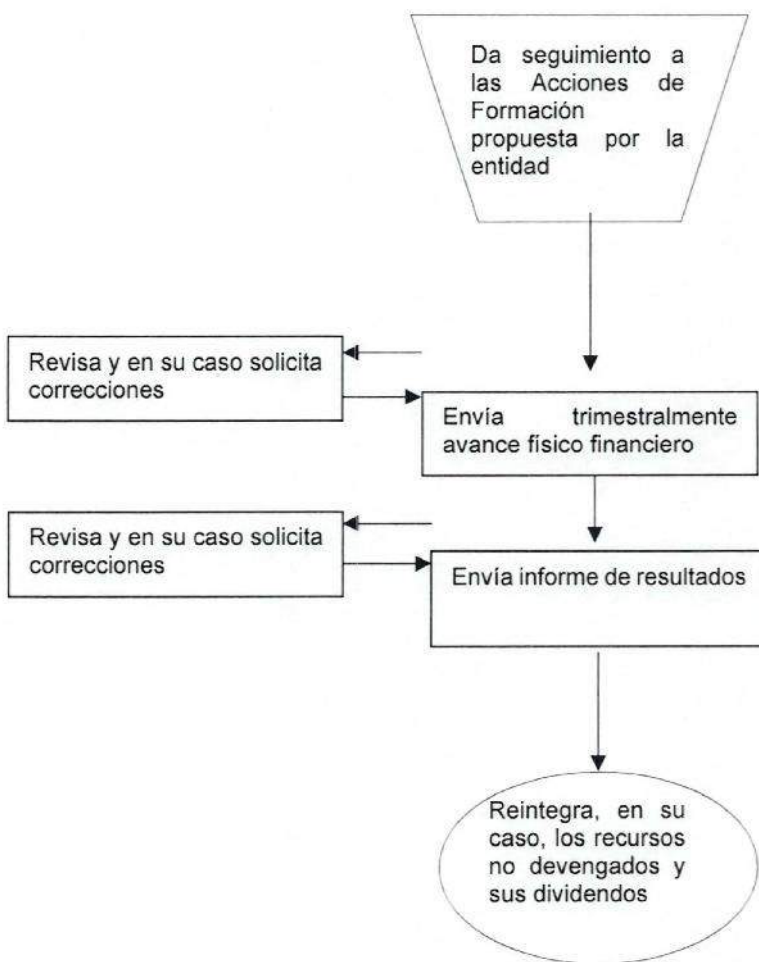 Da seguimiento a
las Acciones de
Formación
propuesta por la
entidad
Revisa y en su caso solicita
correcciones
Envía trimestralmente
avance físico financiero
Revisa y en su caso solicita
correcciones
Envía informe de resultados
Reintegra, en su
caso, los recursos
no devengados y
sus dividendos